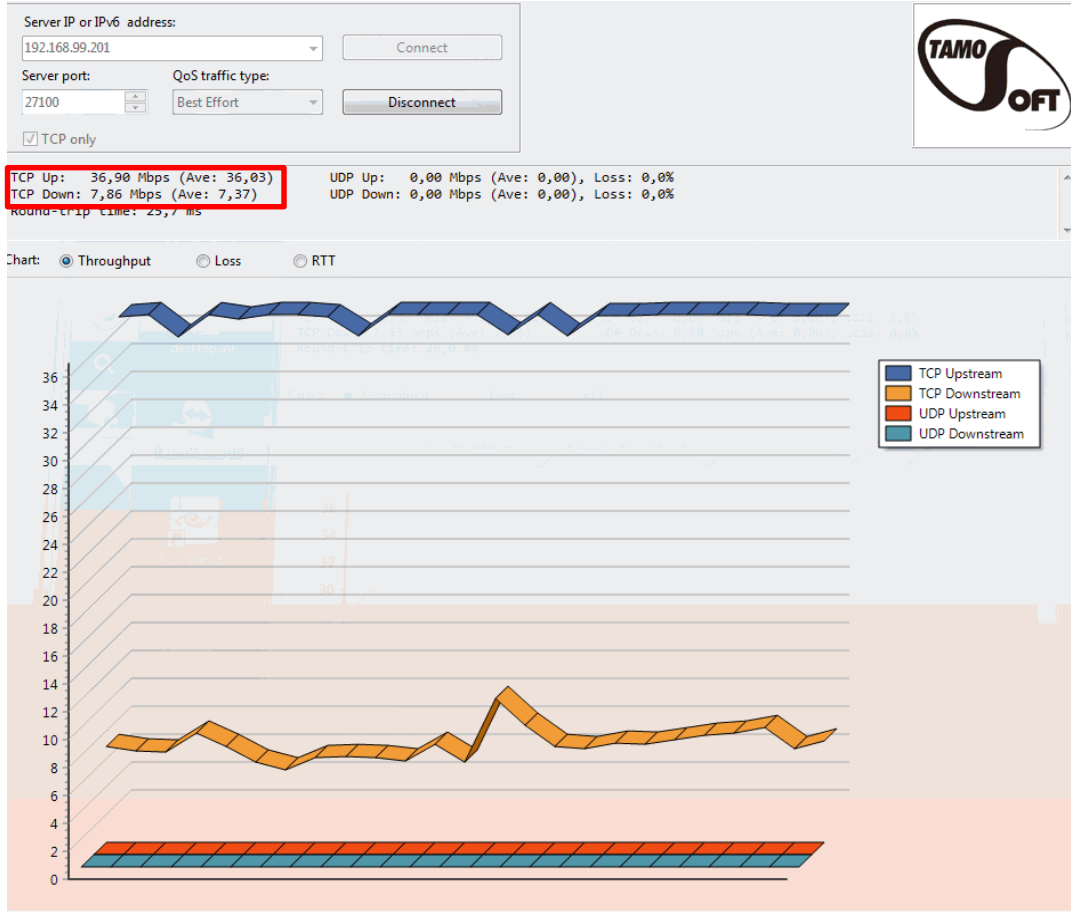 Server IP or IPv6 address:
192.168.99.201
Connect
Server port:
QoS traffic type:
27100
Best Effort
Disconnect
TCP only
TAMO
SOFT
TCP Up: 36,90 Mbps (Ave: 36,03)
UDP Up: 0,00 Mbps (Ave: 0,00), Loss: 0,0%
TCP Down: 7,86 Mbps (Ave: 7,37)
UDP Down: 0,00 Mbps (Ave: 0,00), Loss: 0,0%
Round-trip time: 25,7 ms
Chart:
Throughput
Loss
RTT
TCP Upstream
TCP Downstream
UDP Upstream
UDP Downstream
36
34
32
30
28
26
24
22
20
18
16
14
12
10
8
6
4
2
0